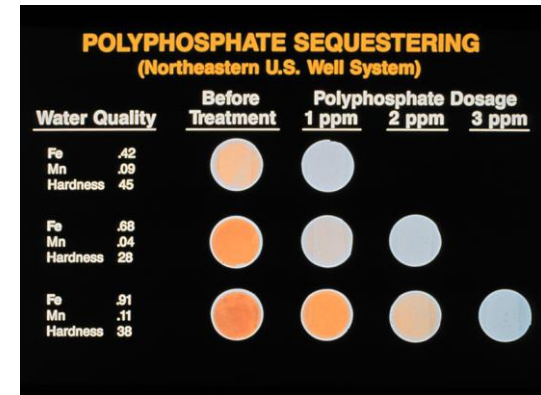 POLYPHOSPHATE SEQUESTERING
(Northeastern U.S. Well System)
Before Polyphosphate Dosage
Water Quality Treatment 1 ppm 2 ppm 3 ppm
Fe .42
Mn .09
Hardness 45
Fe .68
Mn .04
Hardness 28
Fe .91
Mn .11
Hardness 38